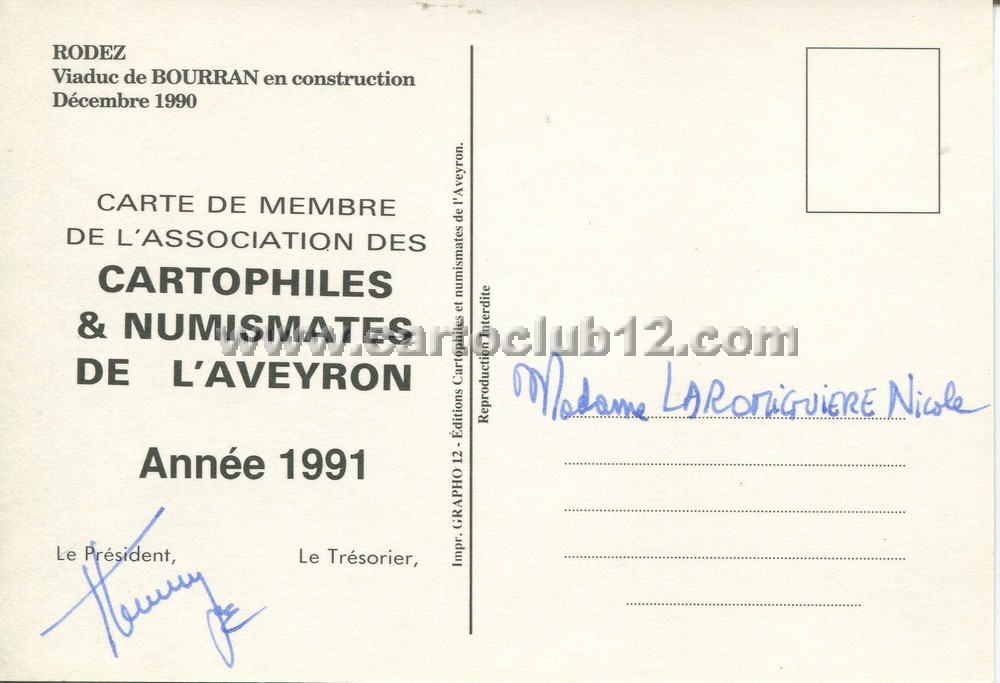 RODEZ
Viaduc de BOURRAN en construction
Décembre 1990
CARTE DE MEMBRE
DE L'ASSOCIATION DES
CARTOPHILES
& NUMISMATES
DE L'AVEYRON
Année 1991
Le Président,
Le Trésorier,
Impr. GRAPHO 12 - Éditions Cartophiles et numismates de l'Aveyron.
Reproduction Interdite
www.cartoclub12.com
Madame LAROMIGUIERE Nicole